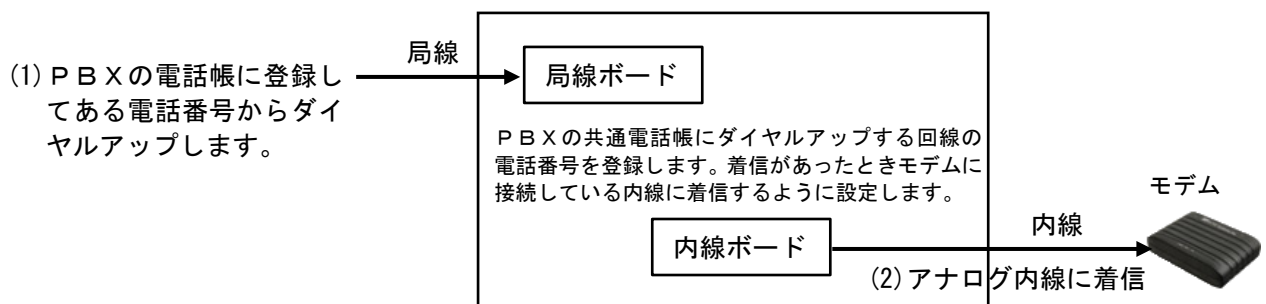 局線
(1) ＰＢＸの電話帳に登録し
てある電話番号からダイ
ヤルアップします。
局線ボード
ＰＢＸの共通電話帳にダイヤルアップする回線の
電話番号を登録します。着信があったときモデムに
接続している内線に着信するように設定します。
モデム
内線ボード
内線
(2) アナログ内線に着信